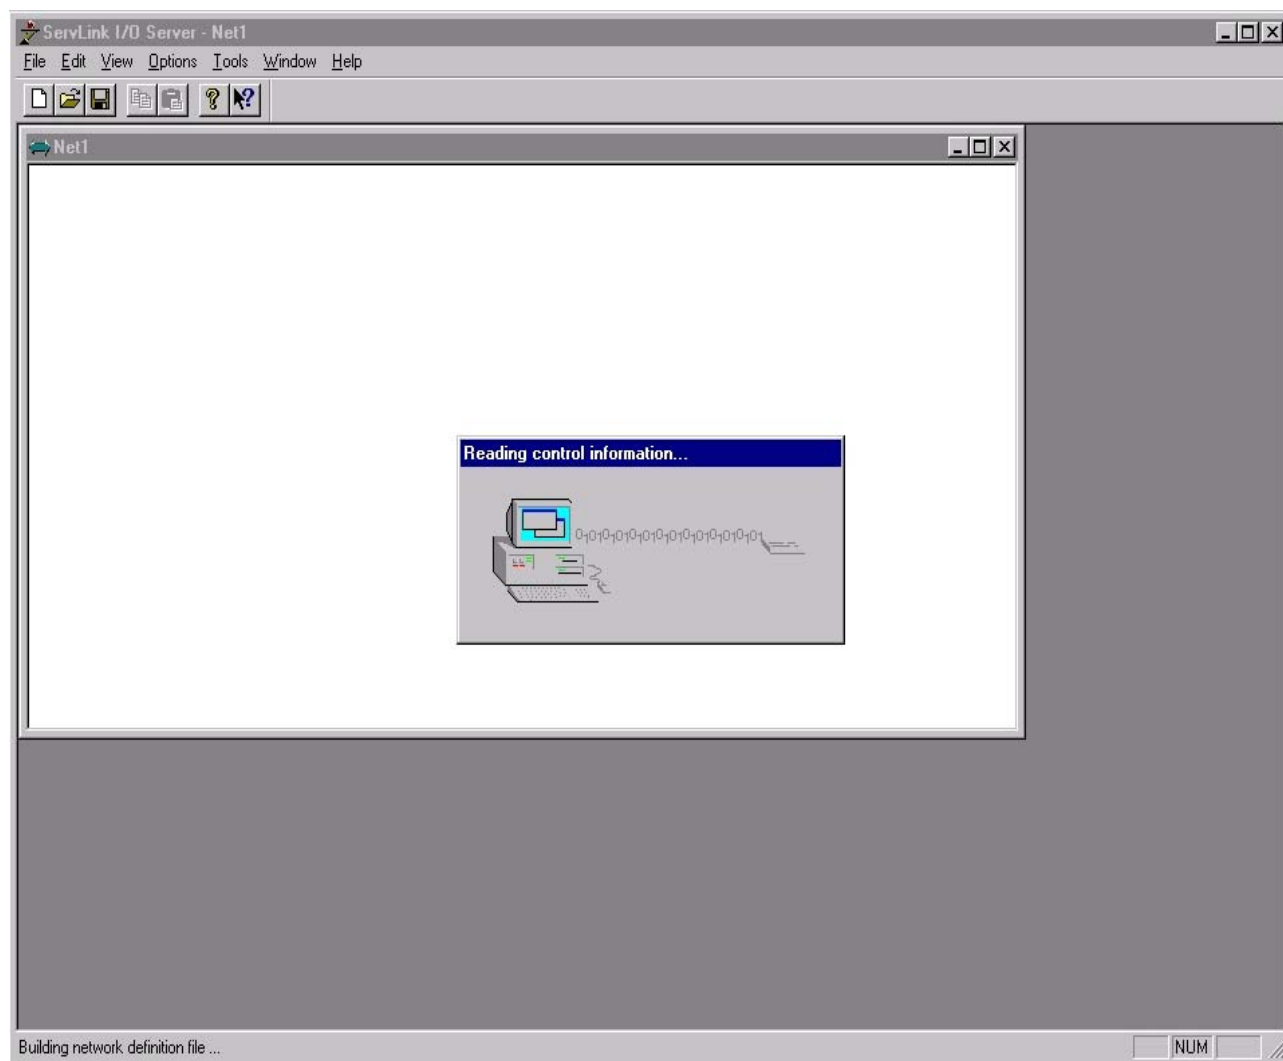 ServLink I/O Server - Net1
File Edit View Options Tools Window Help
Net1
Reading control information...
0101010101010101010101010101
Building network definition file ...
NUM